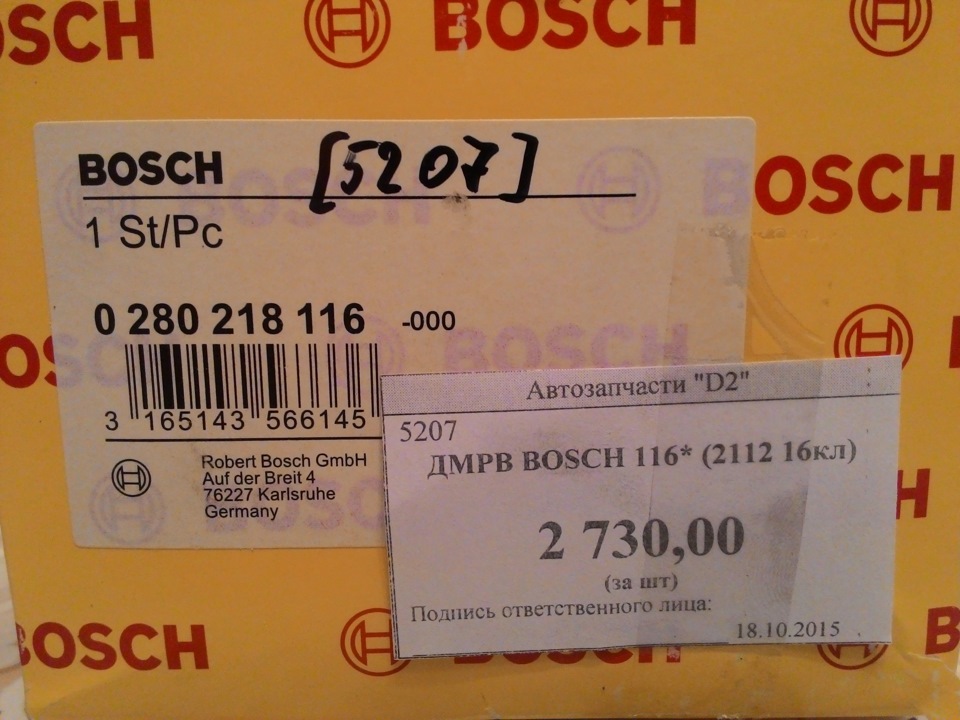 BOSCH
BOSCH
BOSCH [5207]
1 St/Pc
BOSCH
0 280 218 116 -000
BOSCH
3 165143 566145
Robert Bosch GmbH
Auf der Breit 4
76227 Karlsruhe
Germany
Автозапчасти "D2"
5207
ДМРВ BOSCH 116* (2112 16кл)
2 730,00
(за шт)
Подпись ответственного лица:
18.10.2015
BOSCH